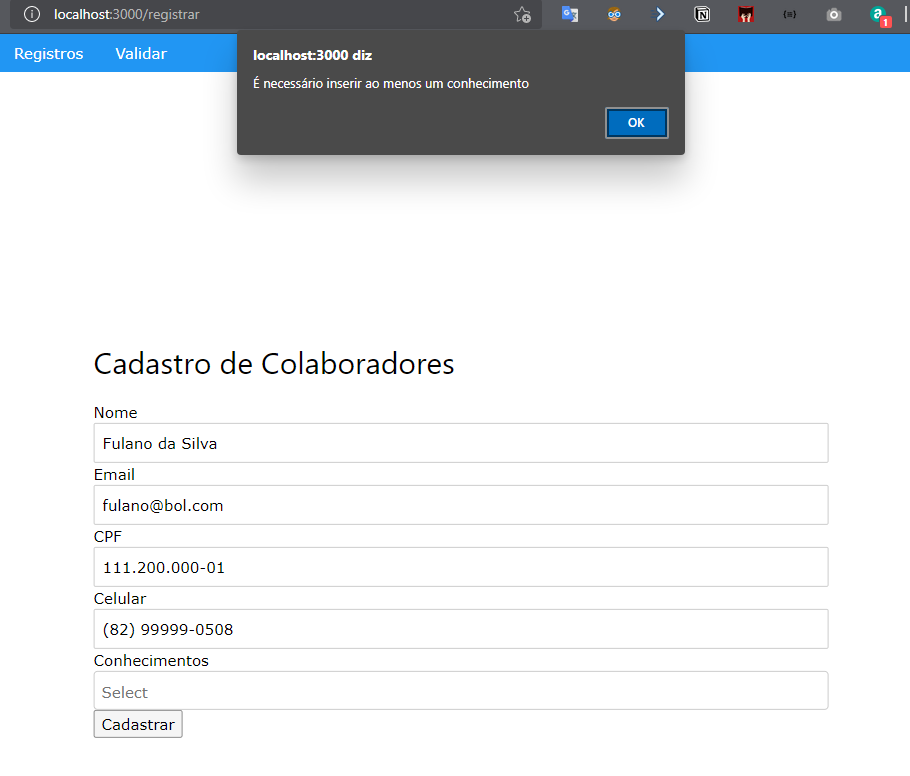 localhost:3000/registrar
1
Registros Validar
localhost:3000 diz
É necessário inserir ao menos um conhecimento
OK
Cadastro de Colaboradores
Nome
Fulano da Silva
Email
fulano@bol.com
CPF
111.200.000-01
Celular
(82) 99999-0508
Conhecimentos
Select
Cadastrar